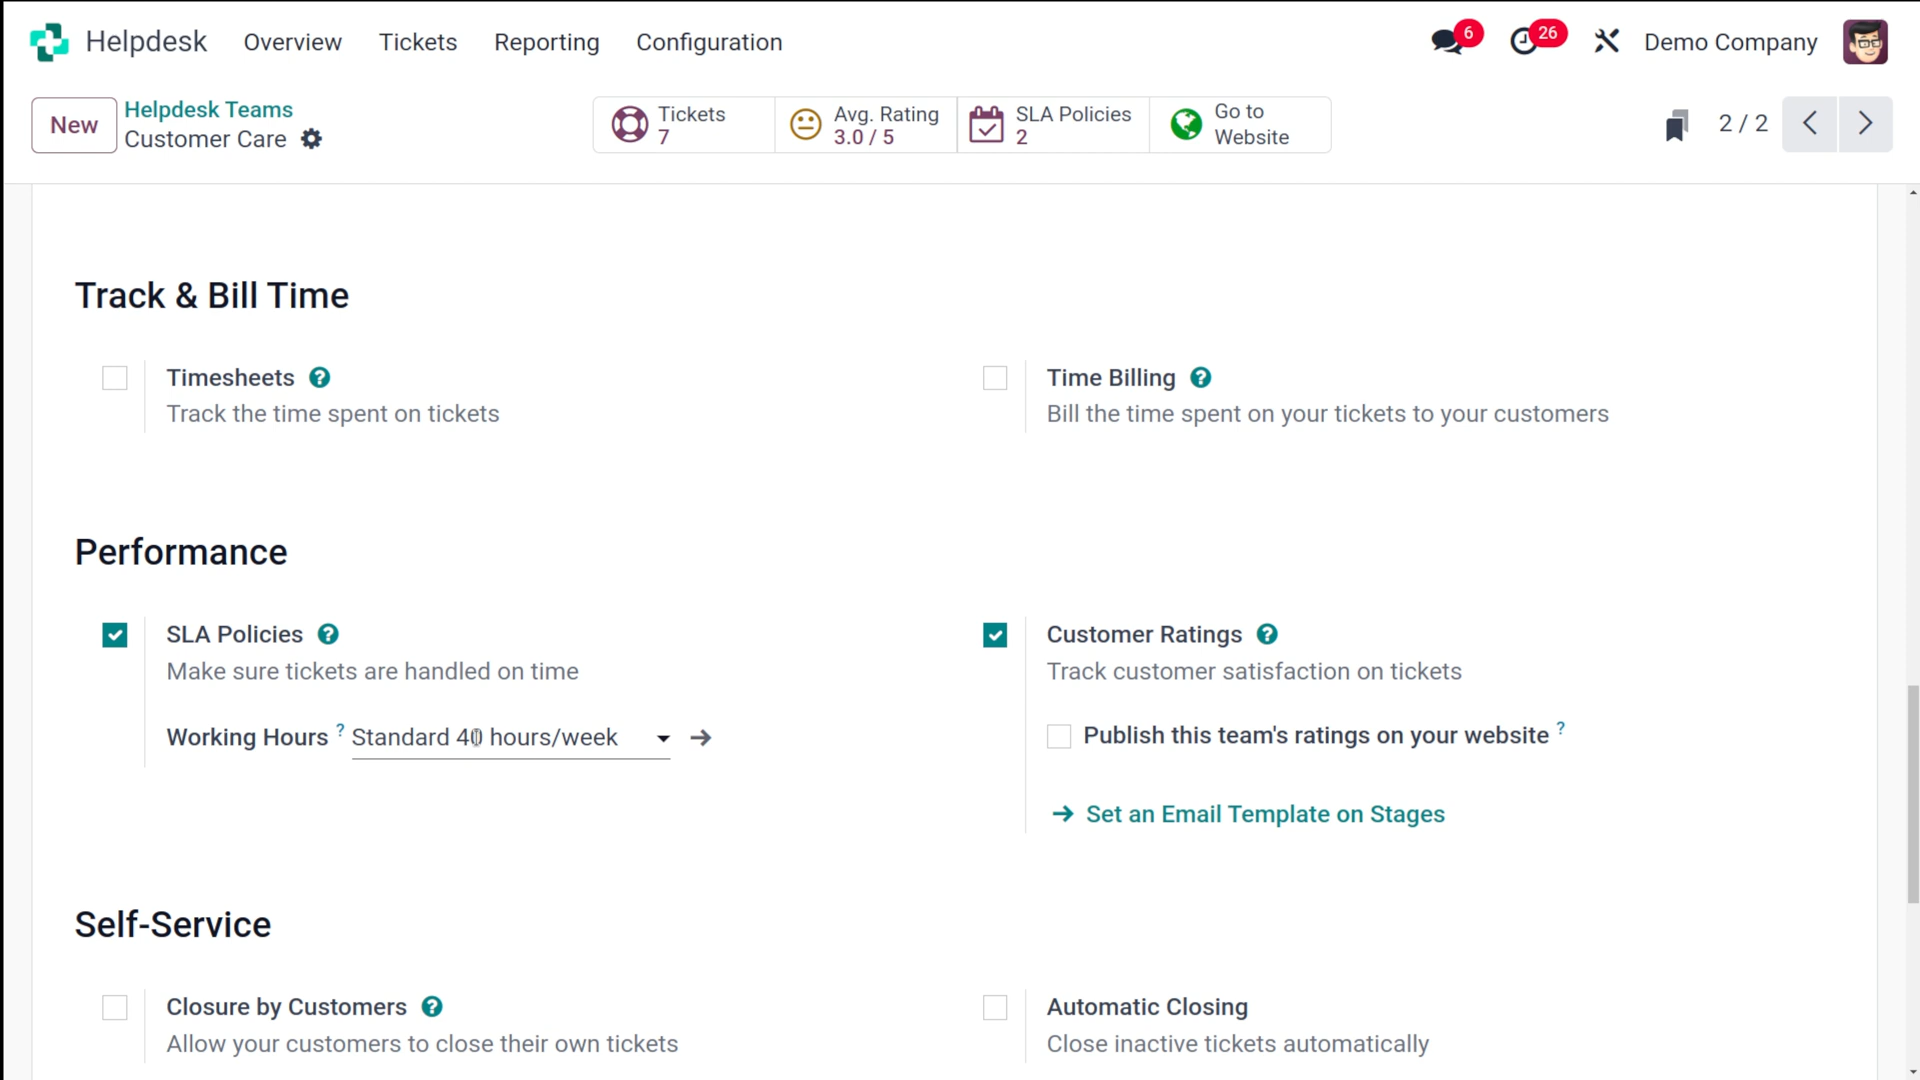 Helpdesk Overview Tickets Reporting Configuration 6 26 Demo Company
New Helpdesk Teams
Customer Care
Tickets
7
Avg. Rating
3.0 / 5
SLA Policies
2
Go to
Website
2 / 2
Track & Bill Time
Timesheets ?
Track the time spent on tickets
Time Billing ?
Bill the time spent on your tickets to your customers
Performance
SLA Policies ?
Make sure tickets are handled on time
Working Hours ? Standard 40 hours/week
Customer Ratings ?
Track customer satisfaction on tickets
Publish this team's ratings on your website ?
Set an Email Template on Stages
Self-Service
Closure by Customers ?
Allow your customers to close their own tickets
Automatic Closing
Close inactive tickets automatically